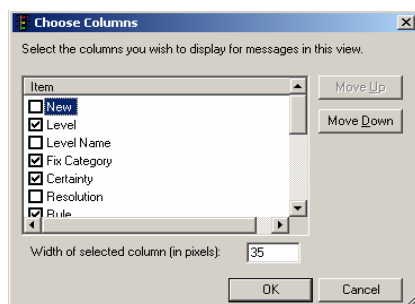 Choose Columns
Select the columns you wish to display for messages in this view.
Item
New
Level
Level Name
Fix Category
Certainty
Resolution
Rule
Move Up
Move Down
Width of selected column (in pixels): 35
OK Cancel